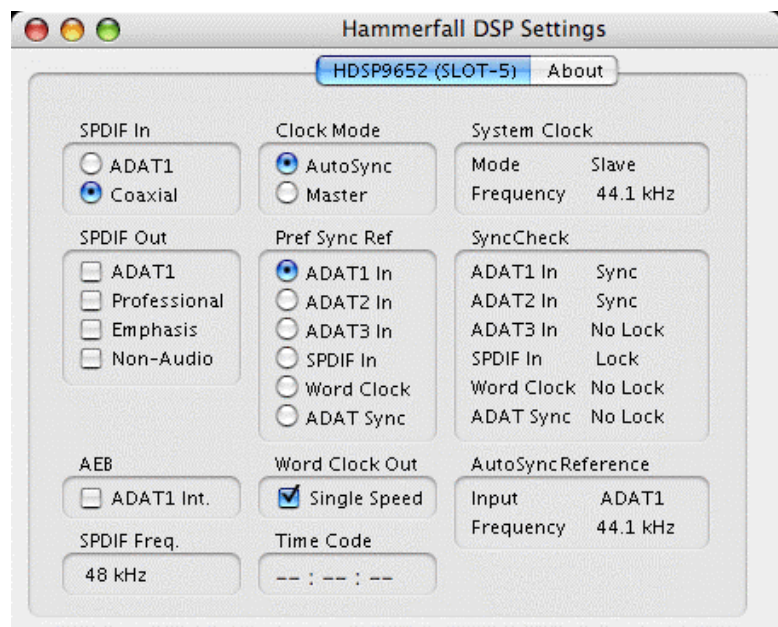 Hammerfall DSP Settings
HDSP9652 (SLOT-5) About
SPDIF In
ADAT1
Coaxial
Clock Mode
AutoSync
Master
System Clock
Mode Slave
Frequency 44.1 kHz
SPDIF Out
ADAT1
Professional
Emphasis
Non-Audio
Pref Sync Ref
ADAT1 In
ADAT2 In
ADAT3 In
SPDIF In
Word Clock
ADAT Sync
SyncCheck
ADAT1 In Sync
ADAT2 In Sync
ADAT3 In No Lock
SPDIF In Lock
Word Clock No Lock
ADAT Sync No Lock
AEB
ADAT1 Int.
Word Clock Out
Single Speed
AutoSyncReference
Input ADAT1
Frequency 44.1 kHz
SPDIF Freq.
48 kHz
Time Code
-- : -- : --